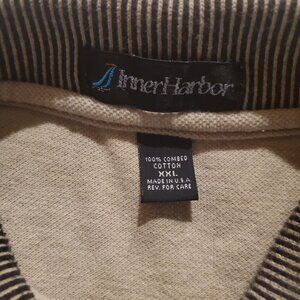 InnerHarbor
100% COMBED
COTTON
XXL
MADE IN U.S.A
REV. FOR CARE